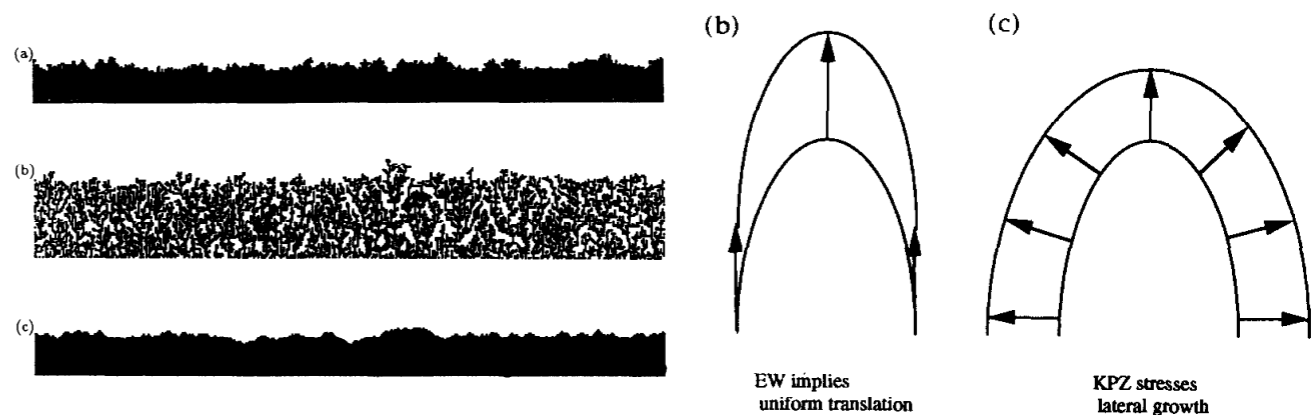 (a)
(b)
(c)
(b)
EW implies
uniform translation
(c)
KPZ stresses
lateral growth